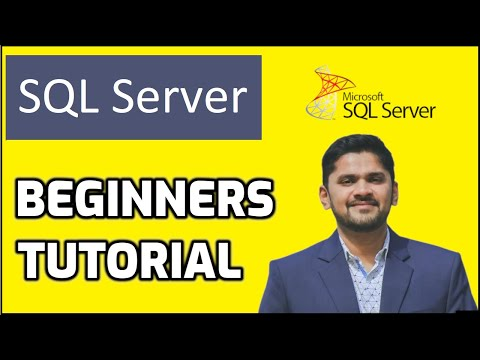 SQL Server
Microsoft
SQL Server
BEGINNERS
TUTORIAL